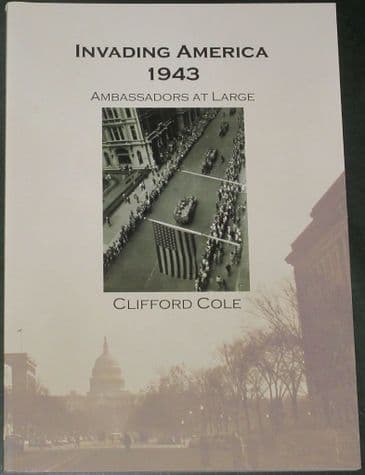 INVADING AMERICA
1943
AMBASSADORS AT LARGE
CLIFFORD COLE